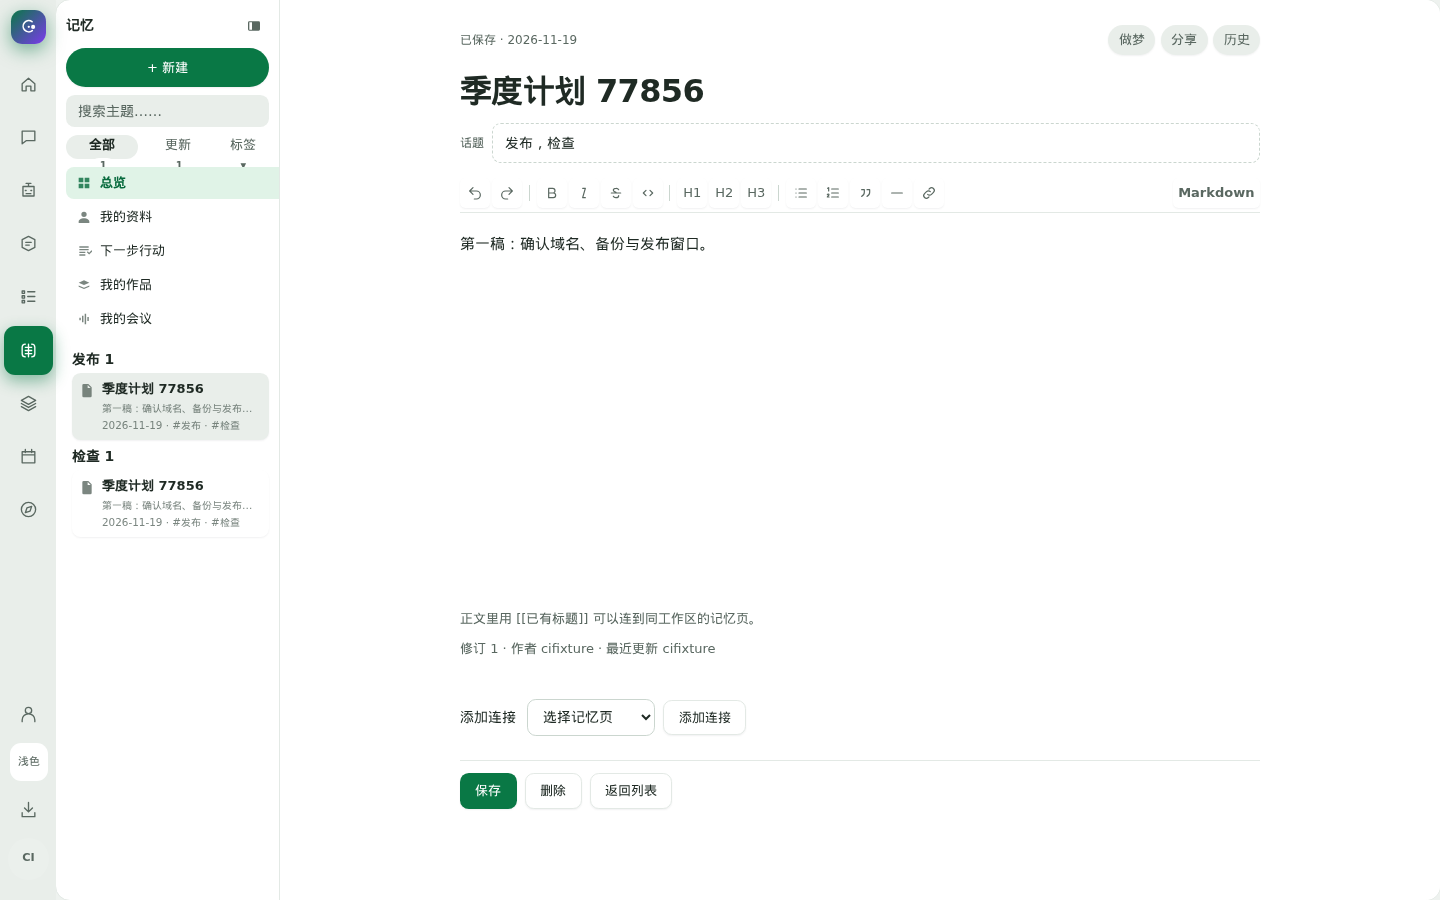 记忆
+ 新建
搜索主题……
全部 更新 标签
1 1 ▾
总览
我的资料
下一步行动
我的作品
我的会议
发布 1
季度计划 77856
第一稿：确认域名、备份与发布…
2026-11-19 · #发布 · #检查
检查 1
季度计划 77856
第一稿：确认域名、备份与发布…
2026-11-19 · #发布 · #检查
浅色
CI
已保存 · 2026-11-19
做梦 分享 历史
季度计划 77856
话题 发布，检查
B I S H1 H2 H3 Markdown
第一稿：确认域名、备份与发布窗口。
正文里用 [[已有标题]] 可以连到同工作区的记忆页。
修订 1 · 作者 cifixture · 最近更新 cifixture
添加连接 选择记忆页 添加连接
保存 删除 返回列表